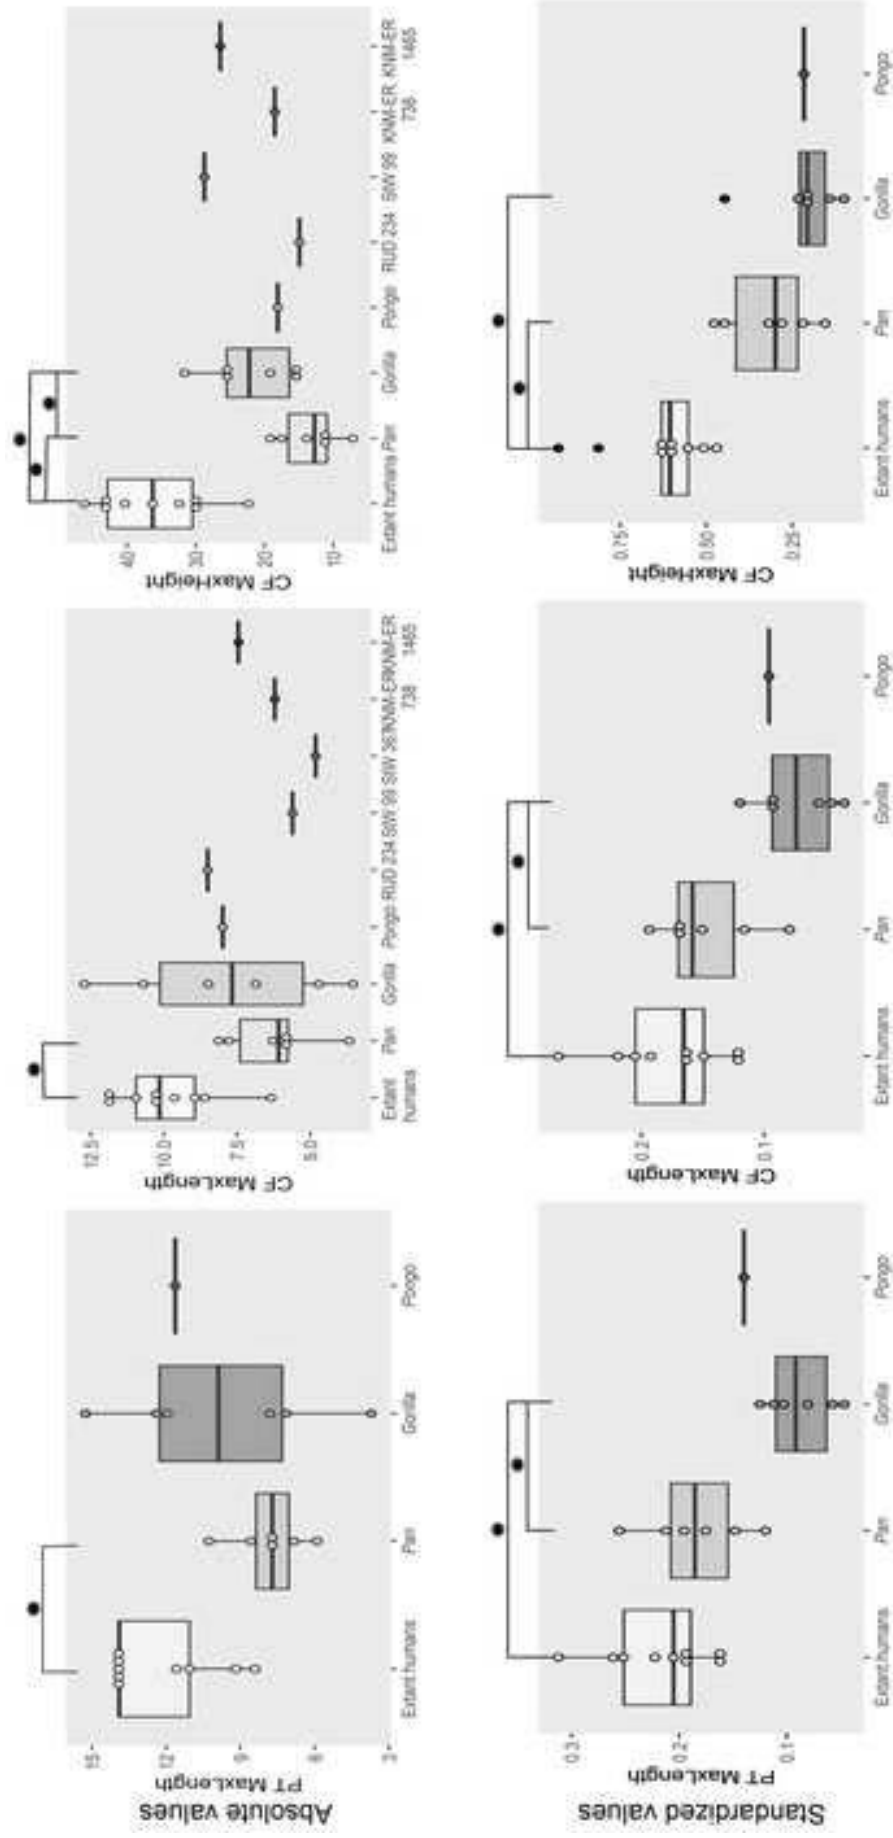 Absolute values
PT MaxLength
15
12
9
6
3
Extant humans
Pan
Gorilla
Pongo
CF MaxLength
12.5
10.0
7.5
5.0
Extant humans
Pan
Gorilla
Pongo
RUD 234
StW 99
StW 367
KNM-ER 738
KNM-ER 1465
CF MaxHeight
40
30
20
10
Extant humans
Pan
Gorilla
Pongo
RUD 234
StW 99
KNM-ER 738
KNM-ER 1465
Standardized values
PT MaxLength
0.3
0.2
0.1
Extant humans
Pan
Gorilla
Pongo
CF MaxLength
0.2
0.1
Extant humans
Pan
Gorilla
Pongo
CF MaxHeight
0.75
0.50
0.25
Extant humans
Pan
Gorilla
Pongo